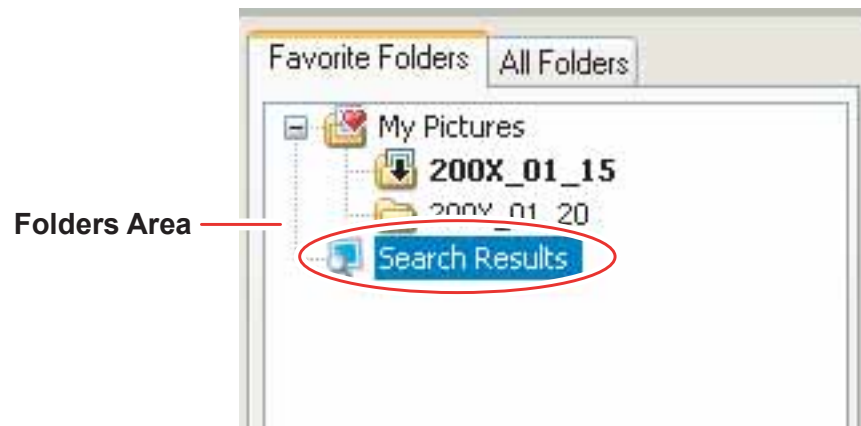 Favorite Folders
All Folders
My Pictures
200X_01_15
200X_01_20
Folders Area
Search Results